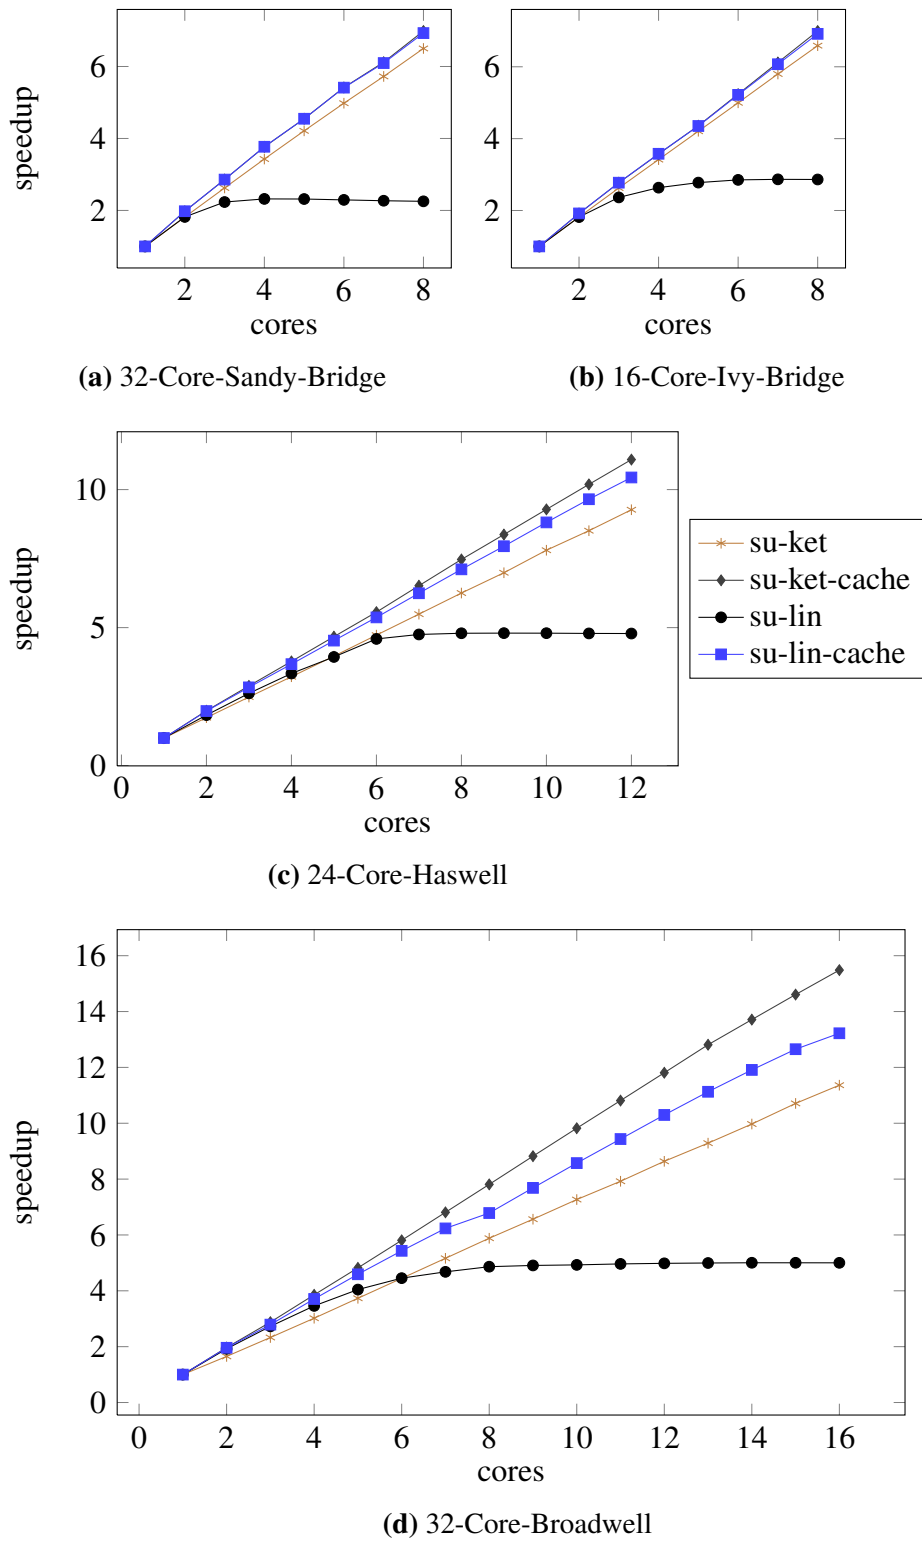 6
4
2
speedup
2 4 6 8
cores
(a) 32-Core-Sandy-Bridge
6
4
2
2 4 6 8
cores
(b) 16-Core-Ivy-Bridge
10
5
0
speedup
0 2 4 6 8 10 12
cores
(c) 24-Core-Haswell
su-ket
su-ket-cache
su-lin
su-lin-cache
16
14
12
10
8
6
4
2
0
speedup
0 2 4 6 8 10 12 14 16
cores
(d) 32-Core-Broadwell